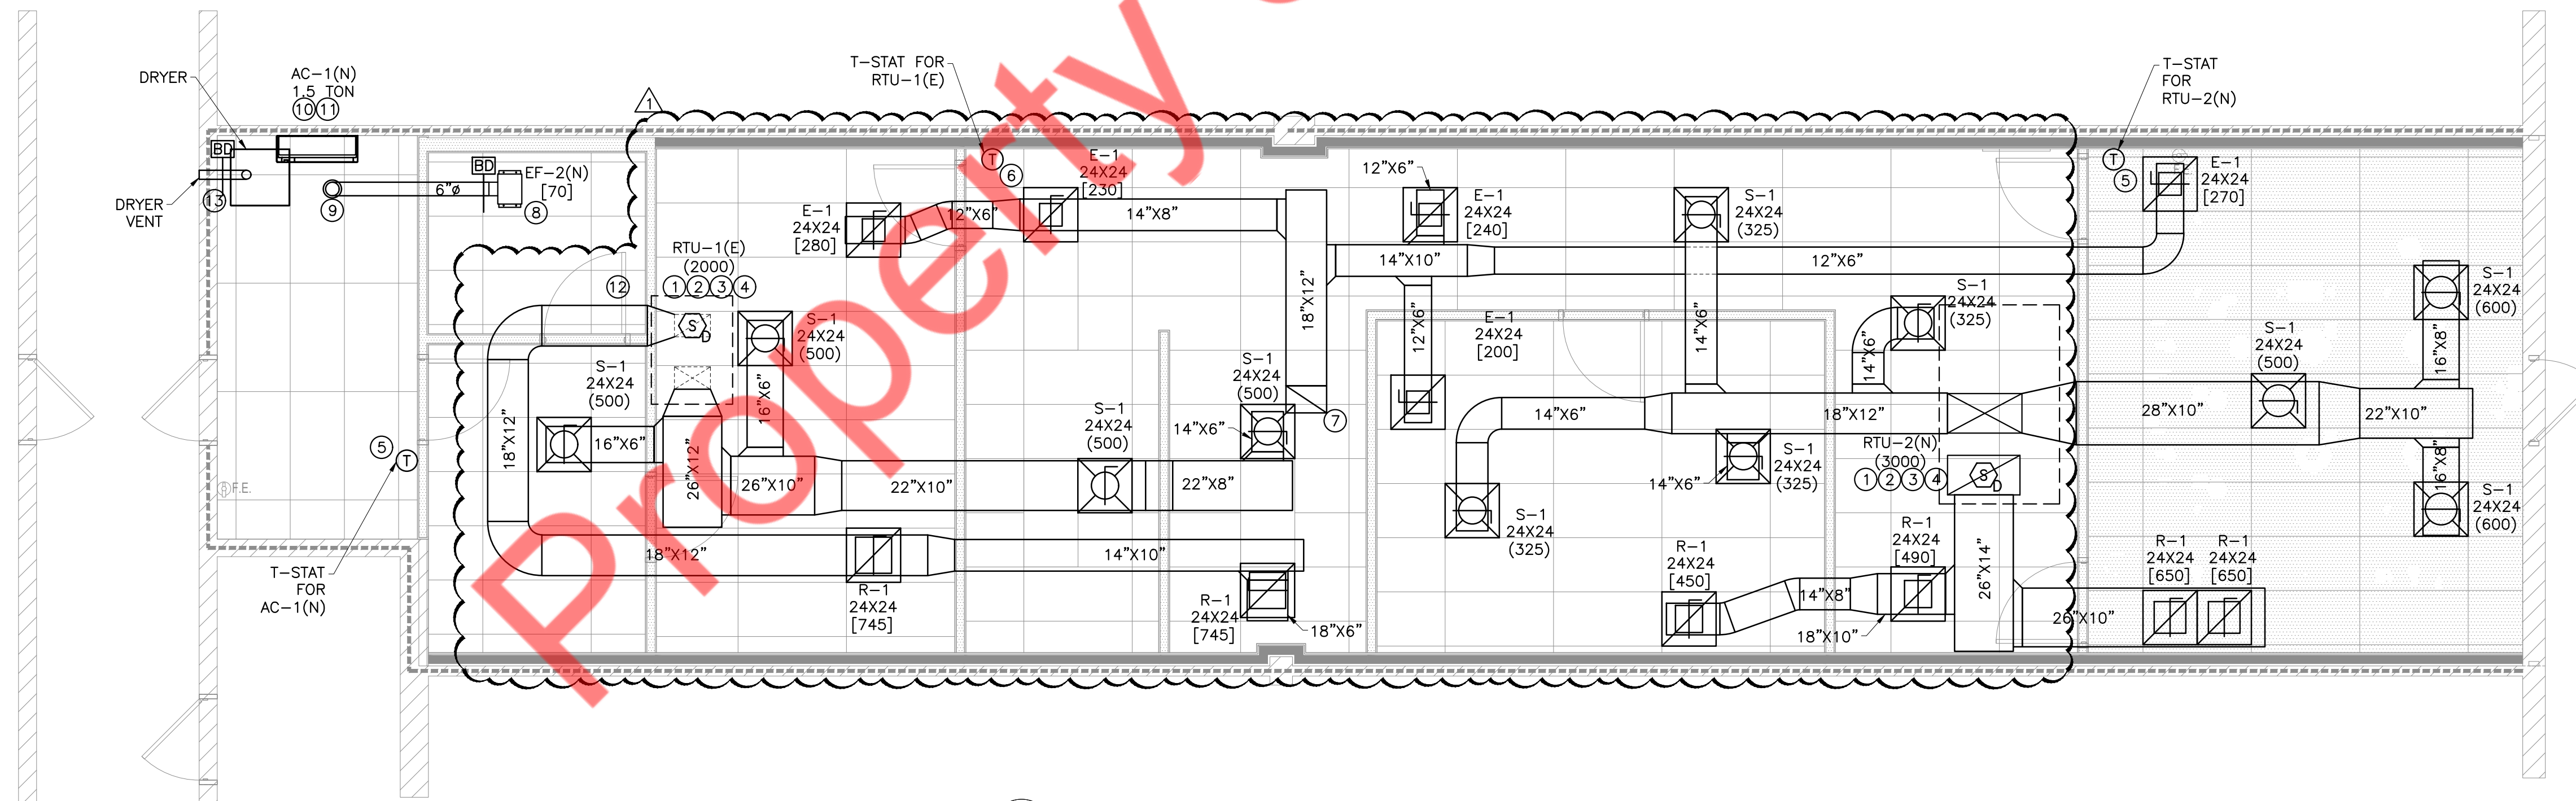 Property
DRYER
AC-1(N)
1.5 TON
10 11
BD
DRYER
VENT
13
9
6"ø
BD
EF-2(N)
[70]
8
1
T-STAT FOR
RTU-1(E)
T
6
E-1
24X24
[230]
E-1
24X24
[280]
12"X6"
14"X8"
RTU-1(E)
(2000)
1 2 3 4
12
S
D
S-1
24X24
(500)
S-1
24X24
(500)
16"X6"
16"X6"
18"X12"
26"X12"
26"X10"
22"X10"
S-1
24X24
(500)
22"X8"
S-1
24X24
(500)
14"X6"
18"X12"
7
18"X12"
14"X10"
R-1
24X24
[745]
R-1
24X24
[745]
18"X6"
5
T
F.E.
T-STAT
FOR
AC-1(N)
12"X6"
E-1
24X24
[240]
14"X10"
12"X6"
E-1
24X24
[200]
12"X6"
S-1
24X24
(325)
14"X6"
S-1
24X24
(325)
14"X6"
14"X6"
18"X12"
S-1
24X24
(325)
14"X6"
S-1
24X24
(325)
RTU-2(N)
(3000)
1 2 3 4
S
D
R-1
24X24
[490]
R-1
24X24
[450]
14"X8"
18"X10"
26"X14"
26"X10"
R-1
24X24
[650]
R-1
24X24
[650]
T-STAT
FOR
RTU-2(N)
T
5
E-1
24X24
[270]
S-1
24X24
(600)
16"X8"
S-1
24X24
(500)
28"X10"
22"X10"
16"X8"
S-1
24X24
(600)